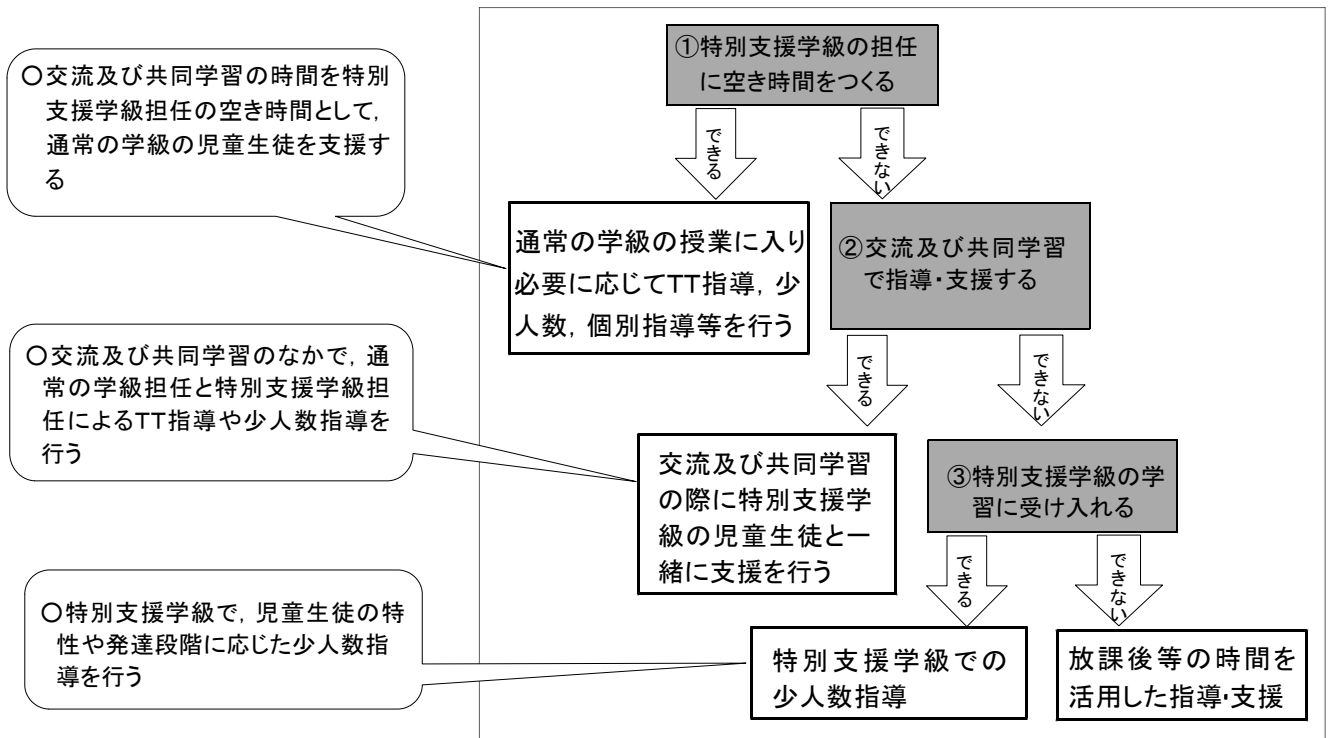 ①特別支援学級の担任
に空き時間をつくる
〇交流及び共同学習の時間を特別
支援学級担任の空き時間として，
通常の学級の児童生徒を支援す
る
できる
できない
通常の学級の授業に入り
必要に応じてTT指導，少
人数，個別指導等を行う
②交流及び共同学習
で指導・支援する
〇交流及び共同学習のなかで，通
常の学級担任と特別支援学級担
任によるTT指導や少人数指導を
行う
できる
できない
交流及び共同学習
の際に特別支援学
級の児童生徒と一
緒に支援を行う
③特別支援学級の学
習に受け入れる
できる
できない
〇特別支援学級で，児童生徒の特
性や発達段階に応じた少人数指
導を行う
特別支援学級での
少人数指導
放課後等の時間を
活用した指導・支援